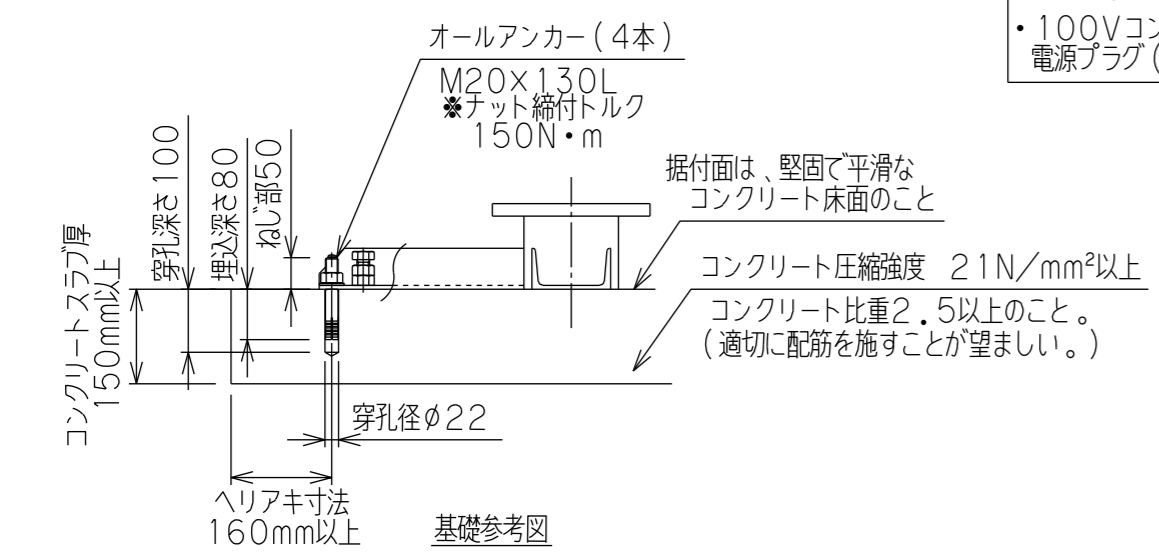 ・100Vコン
電源プラグ(
オールアンカー(4本)
M20×130L
※ナット締付トルク
150N・m
据付面は、堅固で平滑な
コンクリート床面のこと
コンクリート圧縮強度 21N/mm²以上
コンクリート比重2.5以上のこと。
(適切に配筋を施すことが望ましい。)
コンクリートスラブ厚
150mm以上
穿孔深さ100
埋込深さ80
ねじ部50
穿孔径φ22
ヘリアキ寸法
160mm以上
基礎参考図